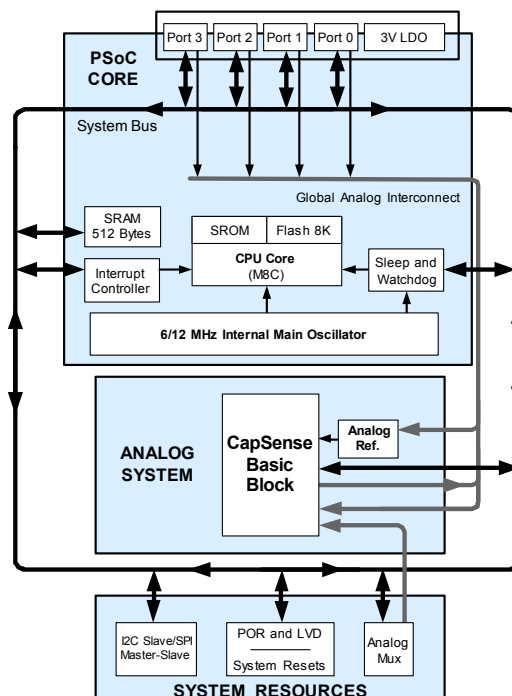 Port 3 Port 2 Port 1 Port 0 3V LDO
PSoC
CORE
System Bus
Global Analog Interconnect
SRAM
512 Bytes
SROM Flash 8K
CPU Core
(M8C)
Interrupt
Controller
Sleep and
Watchdog
6/12 MHz Internal Main Oscillator
ANALOG
SYSTEM
CapSense
Basic
Block
Analog
Ref.
I2C Slave/SPI
Master-Slave
POR and LVD
System Resets
Analog
Mux
SYSTEM RESOURCES